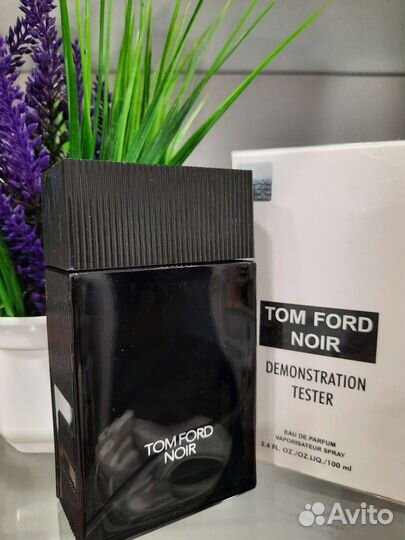 TOM FORD
NOIR
TOM FORD
NOIR
DEMONSTRATION
TESTER
EAU DE PARFUM
VAPORISATEUR SPRAY
3.4 FL. OZ./OZ.LIQ./100 ml
Avito